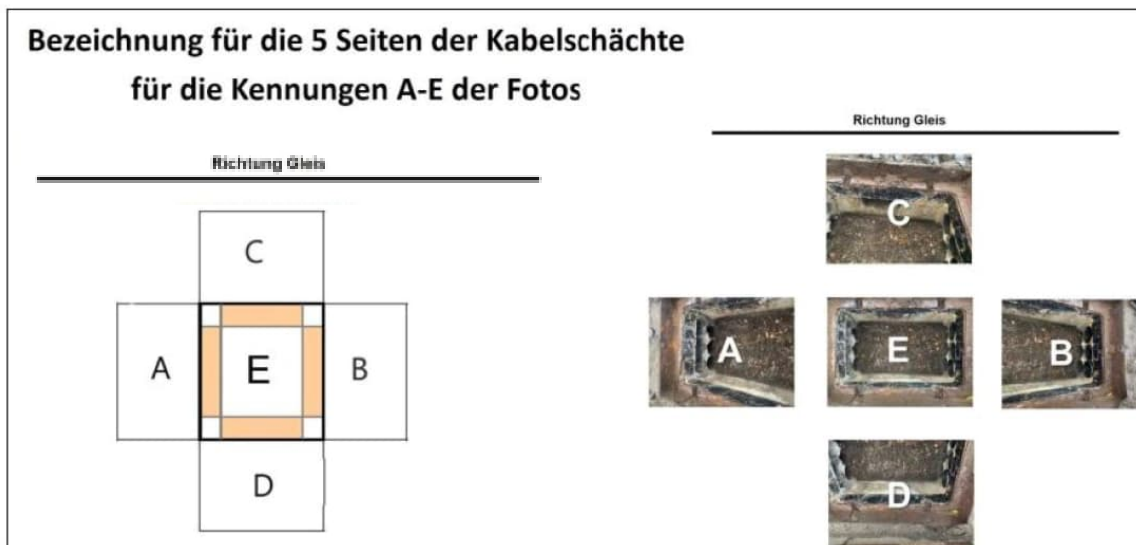 Bezeichnung für die 5 Seiten der Kabelschächte
für die Kennungen A-E der Fotos
Richtung Gleis
C
A
E
B
D
Richtung Gleis
C
A
E
B
D